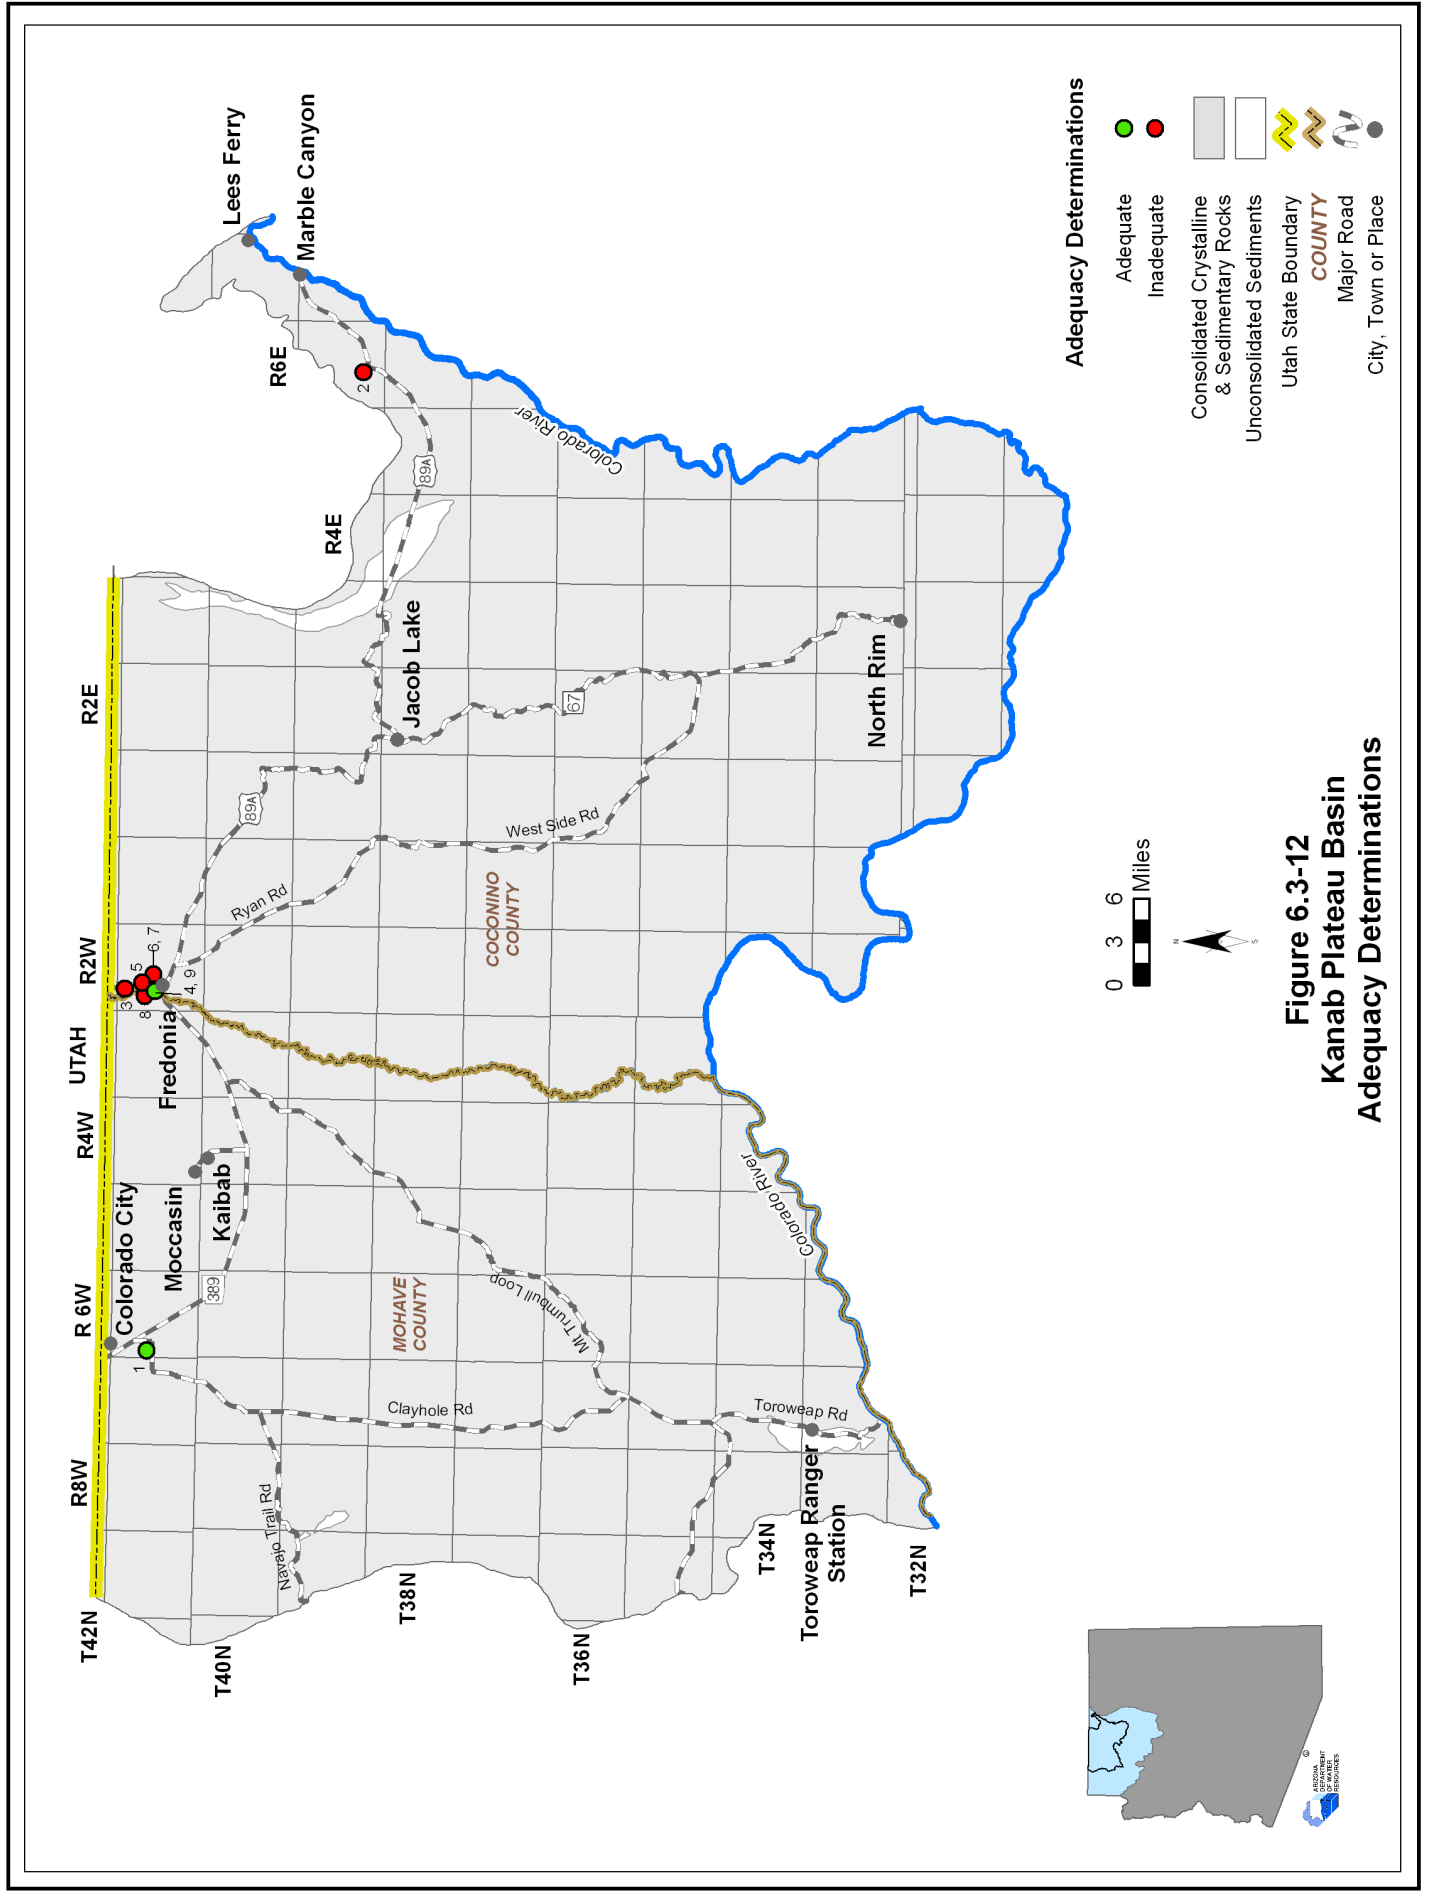 Lees Ferry
Marble Canyon
R6E
2
89A
Colorado River
R4E
R2E
Jacob Lake
67
North Rim
89A
West Side Rd
Ryan Rd
COCONINO
COUNTY
R2W
3
5
6, 7
8
4, 9
Fredonia
UTAH
R4W
Colorado City
Moccasin
Kaibab
389
R 6W
1
MOHAVE
COUNTY
Mt Trumbull Loop
Colorado River
Clayhole Rd
Toroweap Rd
Toroweap Ranger
Station
R8W
Navajo Trail Rd
T42N
T40N
T38N
T36N
T34N
T32N
Adequacy Determinations
Adequate
Inadequate
Consolidated Crystalline
& Sedimentary Rocks
Unconsolidated Sediments
Utah State Boundary
COUNTY
Major Road
City, Town or Place
0 3 6
Miles
N
S
Figure 6.3-12
Kanab Plateau Basin
Adequacy Determinations
©
ARIZONA
DEPARTMENT
OF WATER
RESOURCES